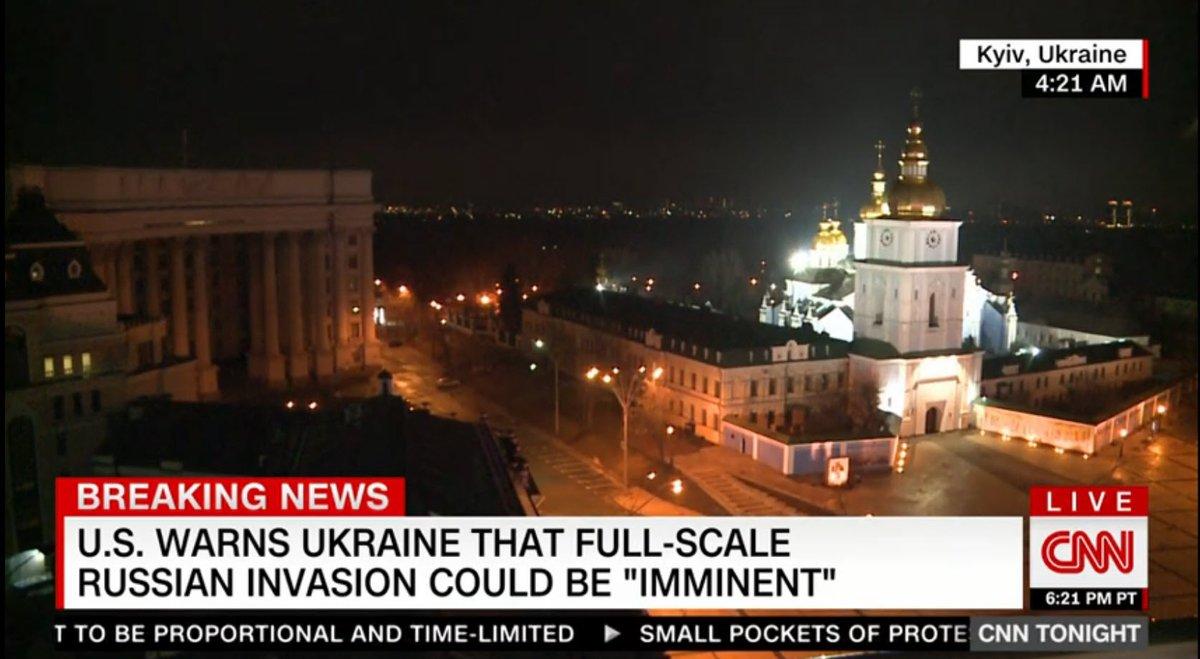 Kyiv, Ukraine
4:21 AM
BREAKING NEWS
U.S. WARNS UKRAINE THAT FULL-SCALE
RUSSIAN INVASION COULD BE "IMMINENT"
LIVE
CNN
6:21 PM PT
T TO BE PROPORTIONAL AND TIME-LIMITED ▶ SMALL POCKETS OF PROTE
CNN TONIGHT